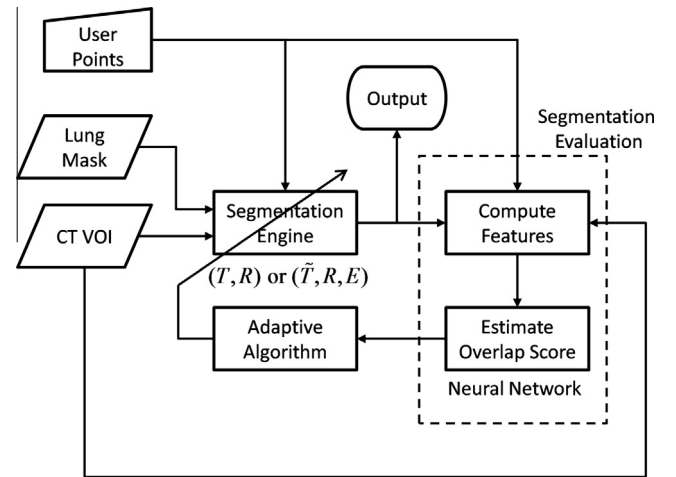 User
Points
Output
Segmentation
Evaluation
Lung
Mask
Segmentation
Engine
Compute
Features
CT VOI
(T, R) or (T̃, R, E)
Adaptive
Algorithm
Estimate
Overlap Score
Neural Network